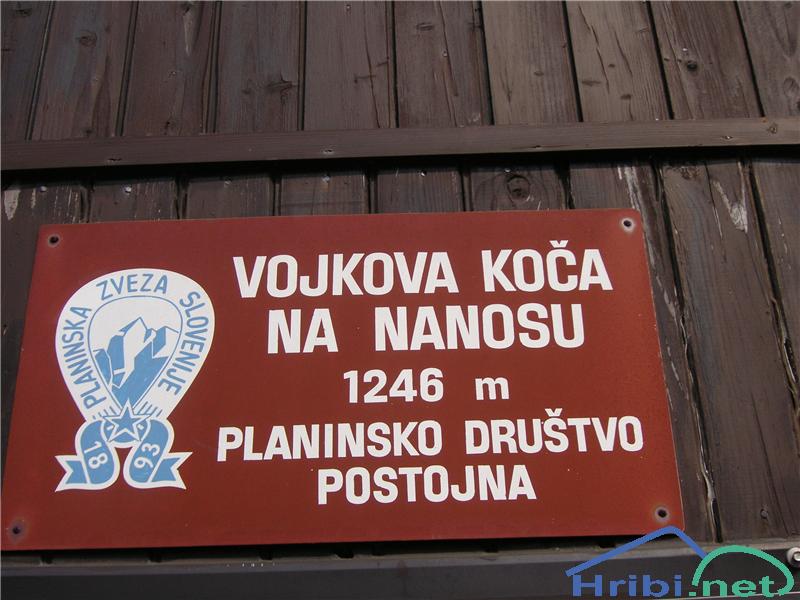 PLANINSKA ZVEZA SLOVENIJE
18 93
VOJKOVA KOČA
NA NANOSU
1246 m
PLANINSKO DRUŠTVO
POSTOJNA
Hribi.net